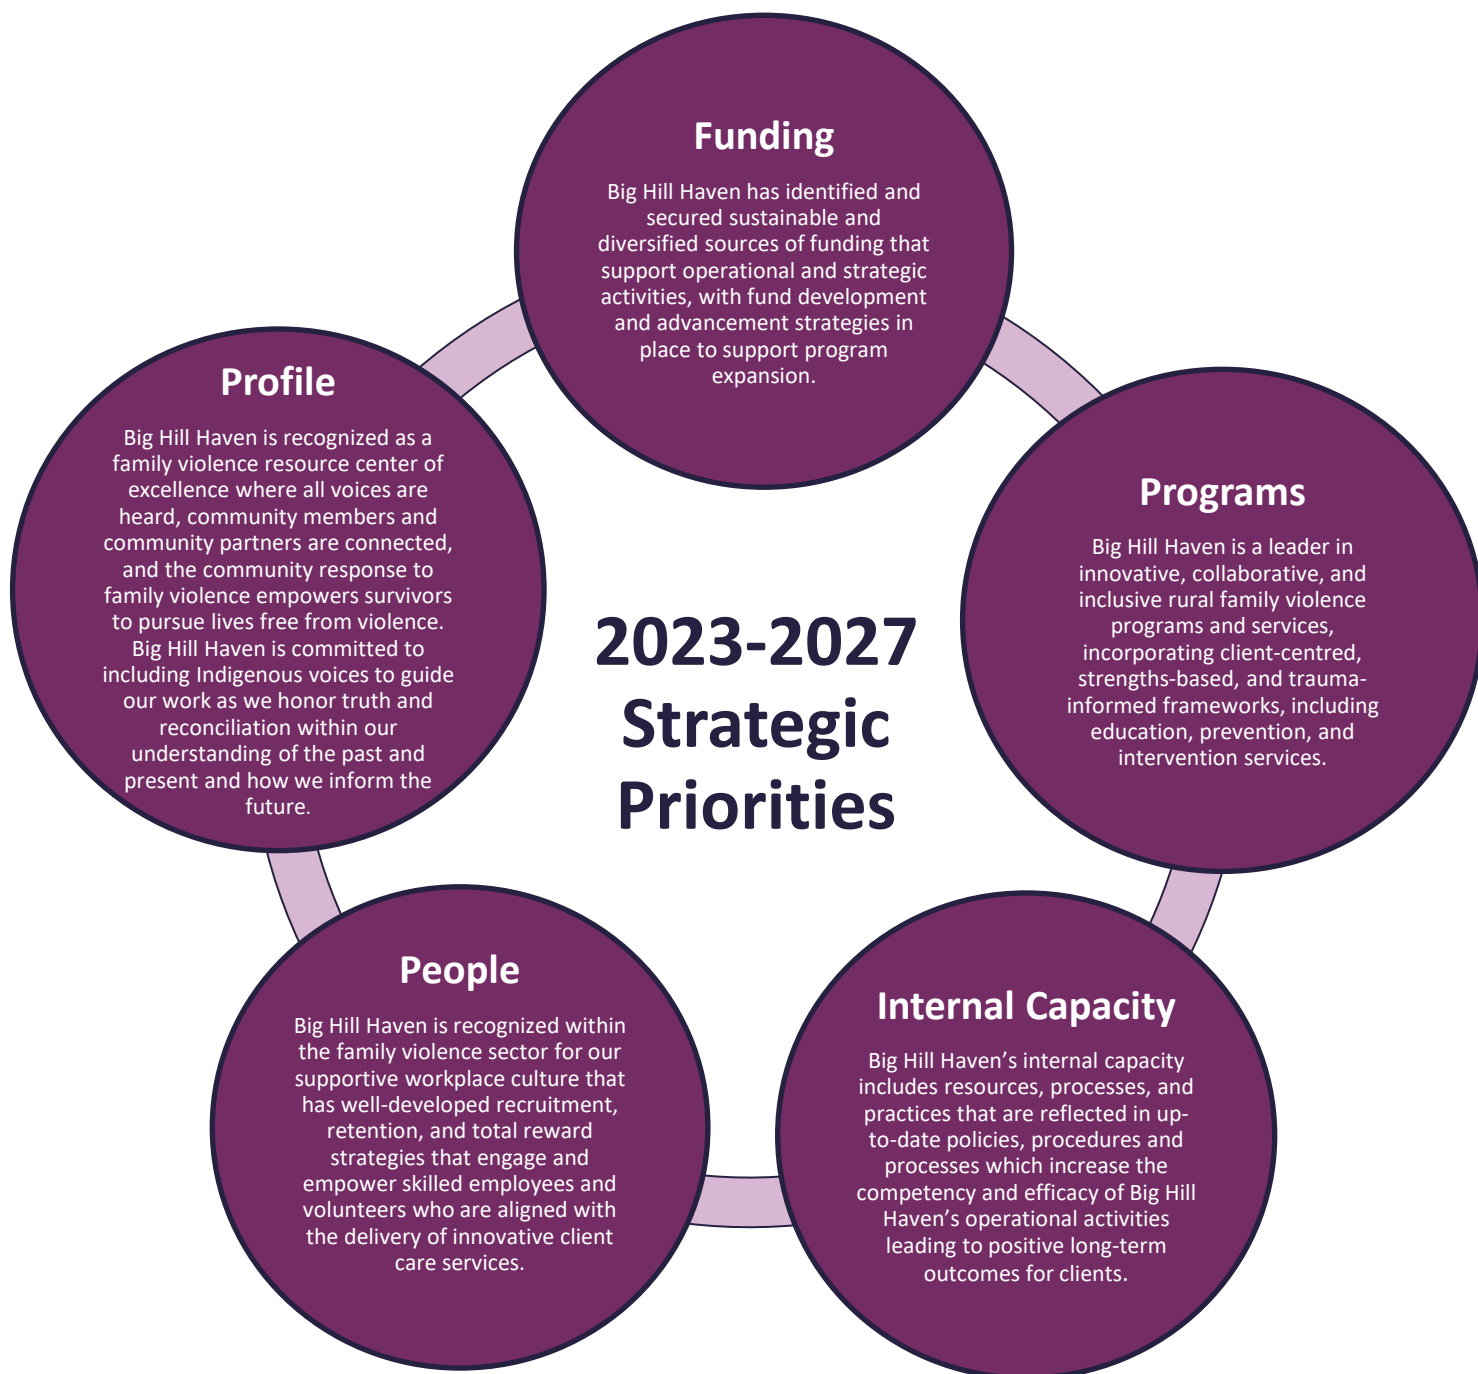 Funding
Big Hill Haven has identified and
secured sustainable and
diversified sources of funding that
support operational and strategic
activities, with fund development
and advancement strategies in
place to support program
expansion.
Programs
Big Hill Haven is a leader in
innovative, collaborative, and
inclusive rural family violence
programs and services,
incorporating client-centred,
strengths-based, and trauma-
informed frameworks, including
education, prevention, and
intervention services.
Internal Capacity
Big Hill Haven’s internal capacity
includes resources, processes, and
practices that are reflected in up-
to-date policies, procedures and
processes which increase the
competency and efficacy of Big Hill
Haven’s operational activities
leading to positive long-term
outcomes for clients.
People
Big Hill Haven is recognized within
the family violence sector for our
supportive workplace culture that
has well-developed recruitment,
retention, and total reward
strategies that engage and
empower skilled employees and
volunteers who are aligned with
the delivery of innovative client
care services.
Profile
Big Hill Haven is recognized as a
family violence resource center of
excellence where all voices are
heard, community members and
community partners are connected,
and the community response to
family violence empowers survivors
to pursue lives free from violence.
Big Hill Haven is committed to
including Indigenous voices to guide
our work as we honor truth and
reconciliation within our
understanding of the past and
present and how we inform the
future.
2023-2027
Strategic
Priorities